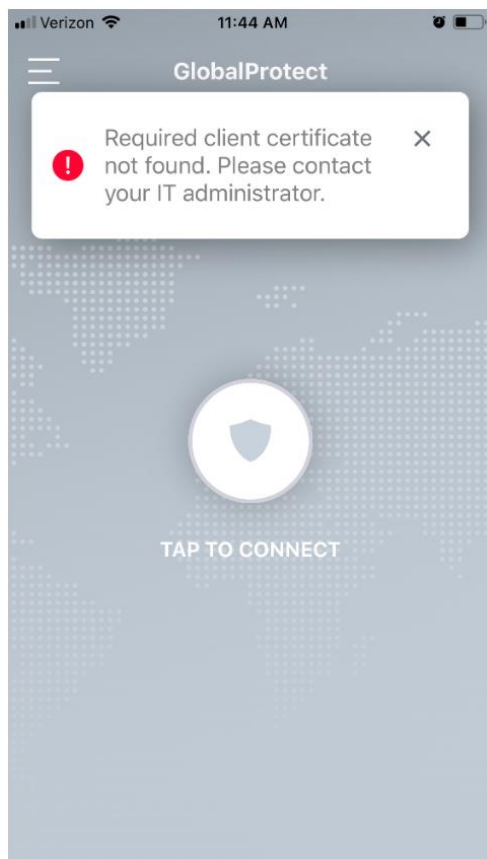 Verizon 11:44 AM
GlobalProtect
Required client certificate
not found. Please contact
your IT administrator.
TAP TO CONNECT